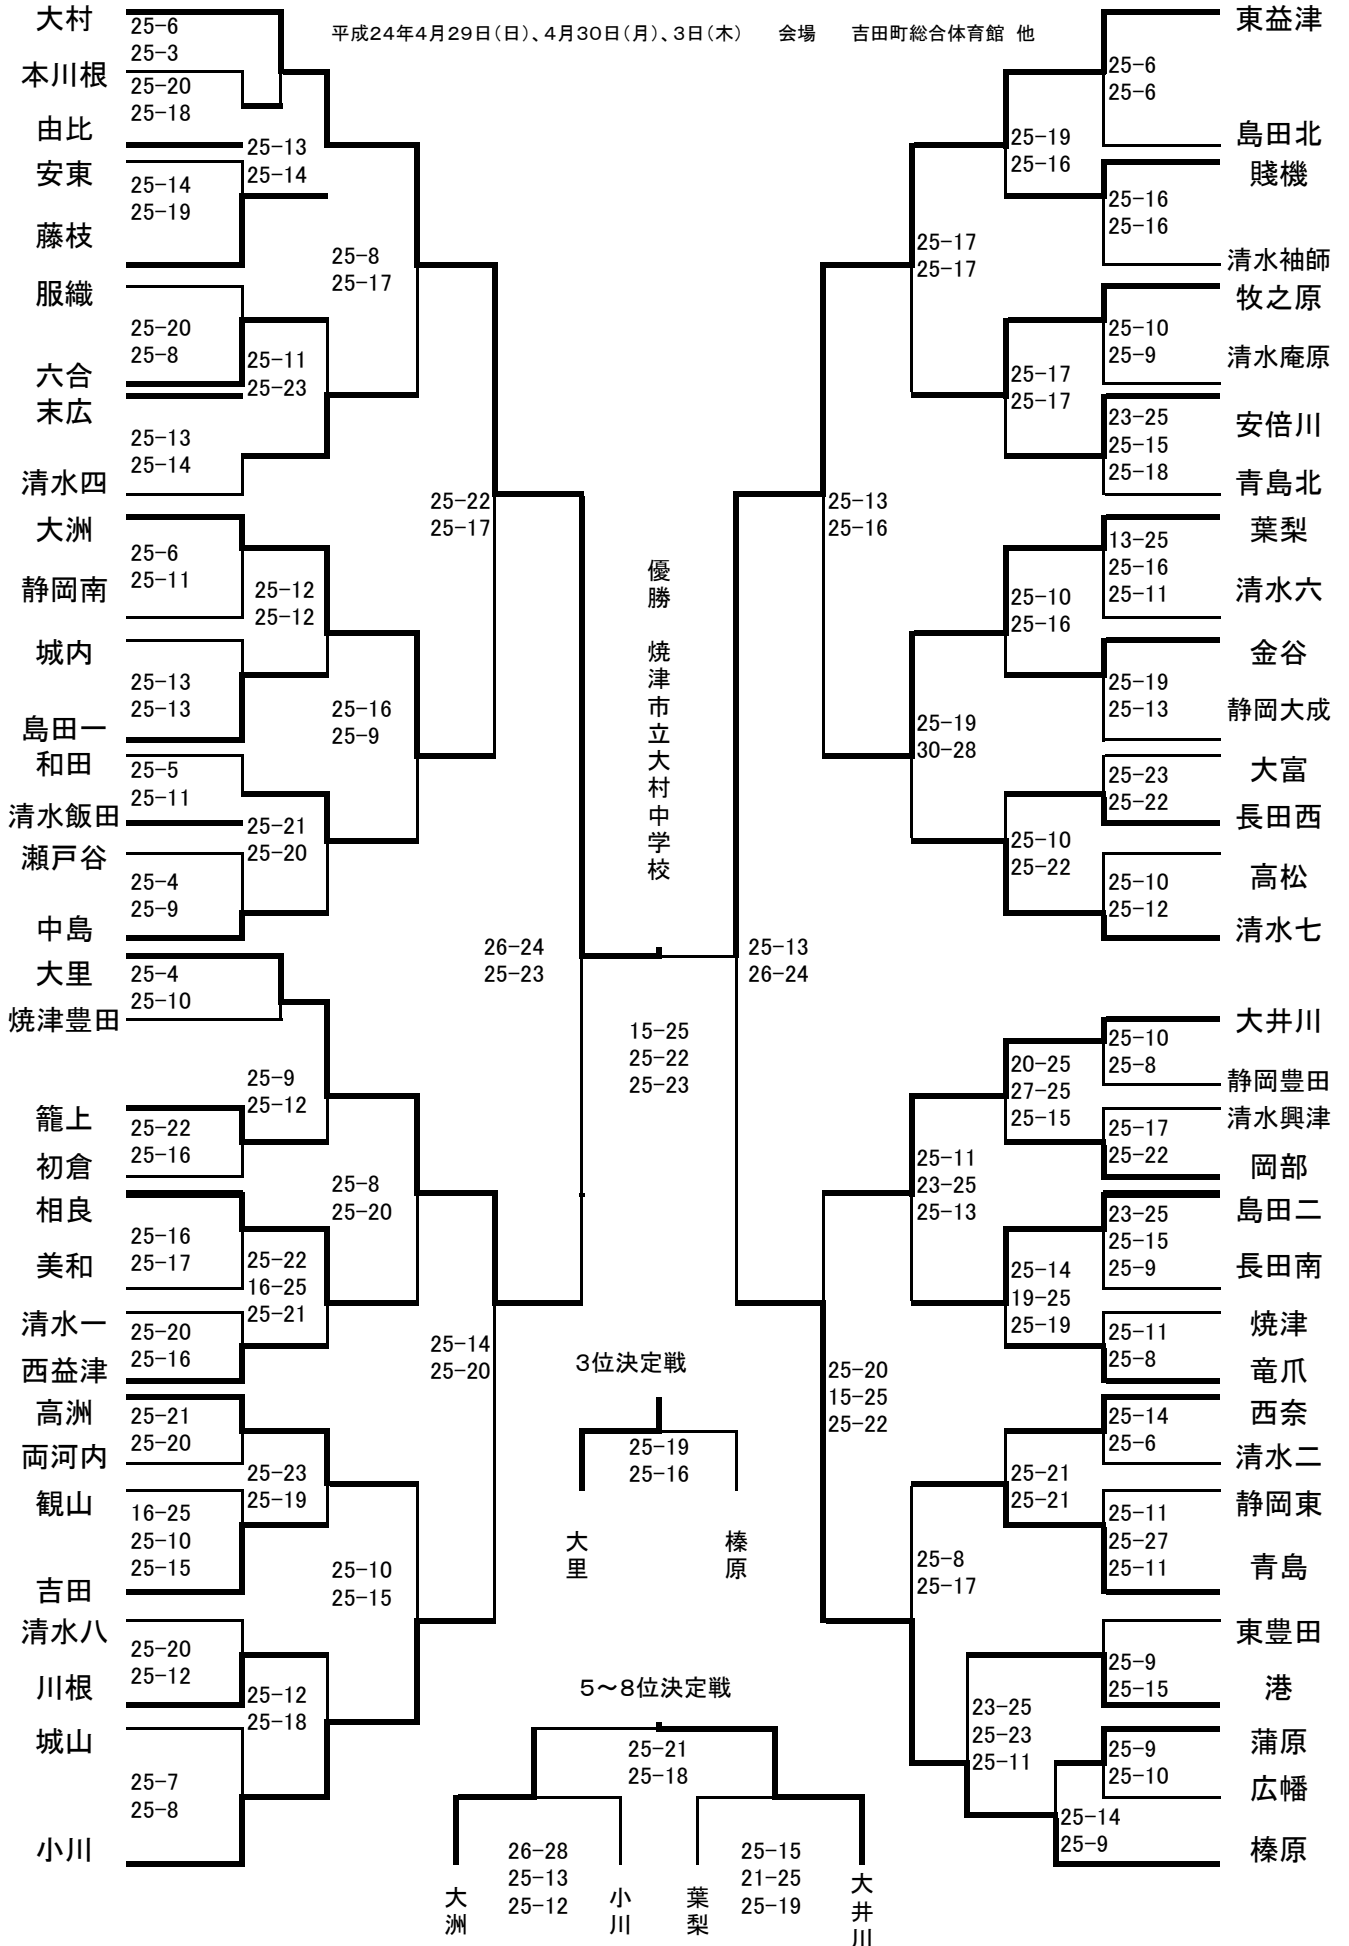 平成24年4月29日(日)、4月30日(月)、3日(木)　会場　吉田町総合体育館 他
大村
25-6
25-3
本川根
25-20
25-18
由比
25-13
25-14
安東
25-14
25-19
藤枝
25-8
25-17
服織
25-20
25-8
六合
25-11
25-23
末広
25-13
25-14
清水四
25-22
25-17
大洲
25-6
25-11
静岡南
25-12
25-12
城内
25-13
25-13
島田一
25-16
25-9
和田
25-5
25-11
清水飯田
25-21
25-20
瀬戸谷
25-4
25-9
中島
26-24
25-23
大里
25-4
25-10
焼津豊田
25-9
25-12
籠上
25-22
25-16
初倉
25-8
25-20
相良
25-16
25-17
美和
25-22
16-25
25-21
清水一
25-20
25-16
西益津
25-14
25-20
高洲
25-21
25-20
両河内
25-23
25-19
観山
16-25
25-10
25-15
吉田
25-10
25-15
清水八
25-20
25-12
川根
25-12
25-18
城山
25-7
25-8
小川
優勝　焼津市立大村中学校
15-25
25-22
25-23
3位決定戦
25-19
25-16
大里
榛原
5～8位決定戦
25-21
25-18
26-28
25-13
25-12
25-15
21-25
25-19
大洲
小川
葉梨
大井川
東益津
25-6
25-6
島田北
25-19
25-16
賤機
25-16
25-16
清水袖師
25-17
25-17
牧之原
25-10
25-9
清水庵原
25-17
25-17
安倍川
23-25
25-15
25-18
青島北
25-13
25-16
葉梨
13-25
25-16
25-11
清水六
25-10
25-16
金谷
25-19
25-13
静岡大成
25-19
30-28
大富
25-23
25-22
長田西
25-10
25-22
高松
25-10
25-12
清水七
25-13
26-24
大井川
25-10
25-8
静岡豊田
20-25
27-25
25-15
清水興津
25-17
25-22
岡部
25-11
23-25
25-13
島田二
23-25
25-15
25-9
長田南
25-14
19-25
25-19
焼津
25-11
25-8
竜爪
25-20
15-25
25-22
西奈
25-14
25-6
清水二
25-21
25-21
静岡東
25-11
25-27
25-11
青島
25-8
25-17
東豊田
25-9
25-15
港
23-25
25-23
25-11
蒲原
25-9
25-10
広幡
25-14
25-9
榛原